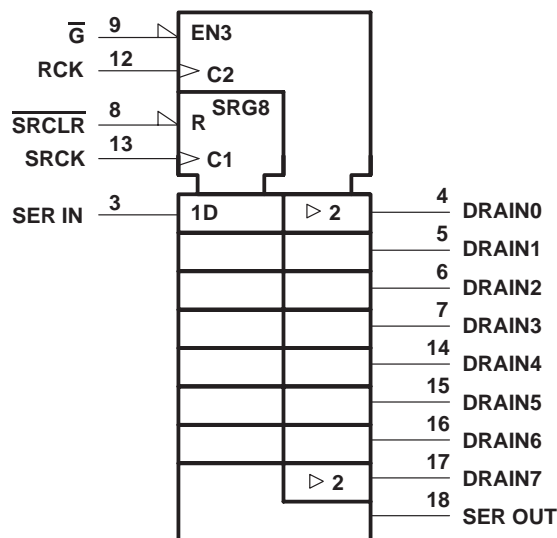 G 9 EN3
RCK 12 C2
SRG8
SRCLR 8 R
SRCK 13 C1
SER IN 3 1D 2 4 DRAIN0
5 DRAIN1
6 DRAIN2
7 DRAIN3
14 DRAIN4
15 DRAIN5
16 DRAIN6
2 17 DRAIN7
18 SER OUT